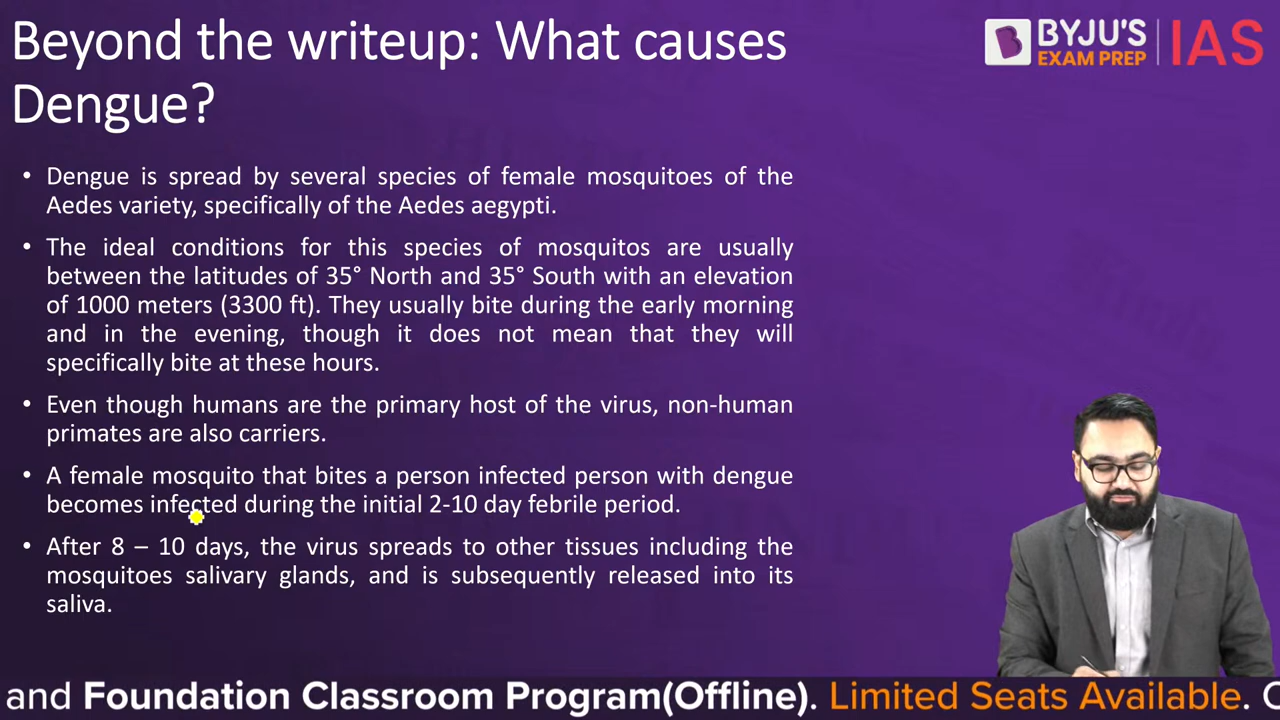 Beyond the writeup: What causes
Dengue?
BYJU'S
EXAM PREP
IAS
• Dengue is spread by several species of female mosquitoes of the
Aedes variety, specifically of the Aedes aegypti.
• The ideal conditions for this species of mosquitos are usually
between the latitudes of 35° North and 35° South with an elevation
of 1000 meters (3300 ft). They usually bite during the early morning
and in the evening, though it does not mean that they will
specifically bite at these hours.
• Even though humans are the primary host of the virus, non-human
primates are also carriers.
• A female mosquito that bites a person infected person with dengue
becomes infected during the initial 2-10 day febrile period.
• After 8 – 10 days, the virus spreads to other tissues including the
mosquitoes salivary glands, and is subsequently released into its
saliva.
and Foundation Classroom Program(Offline). Limited Seats Available.